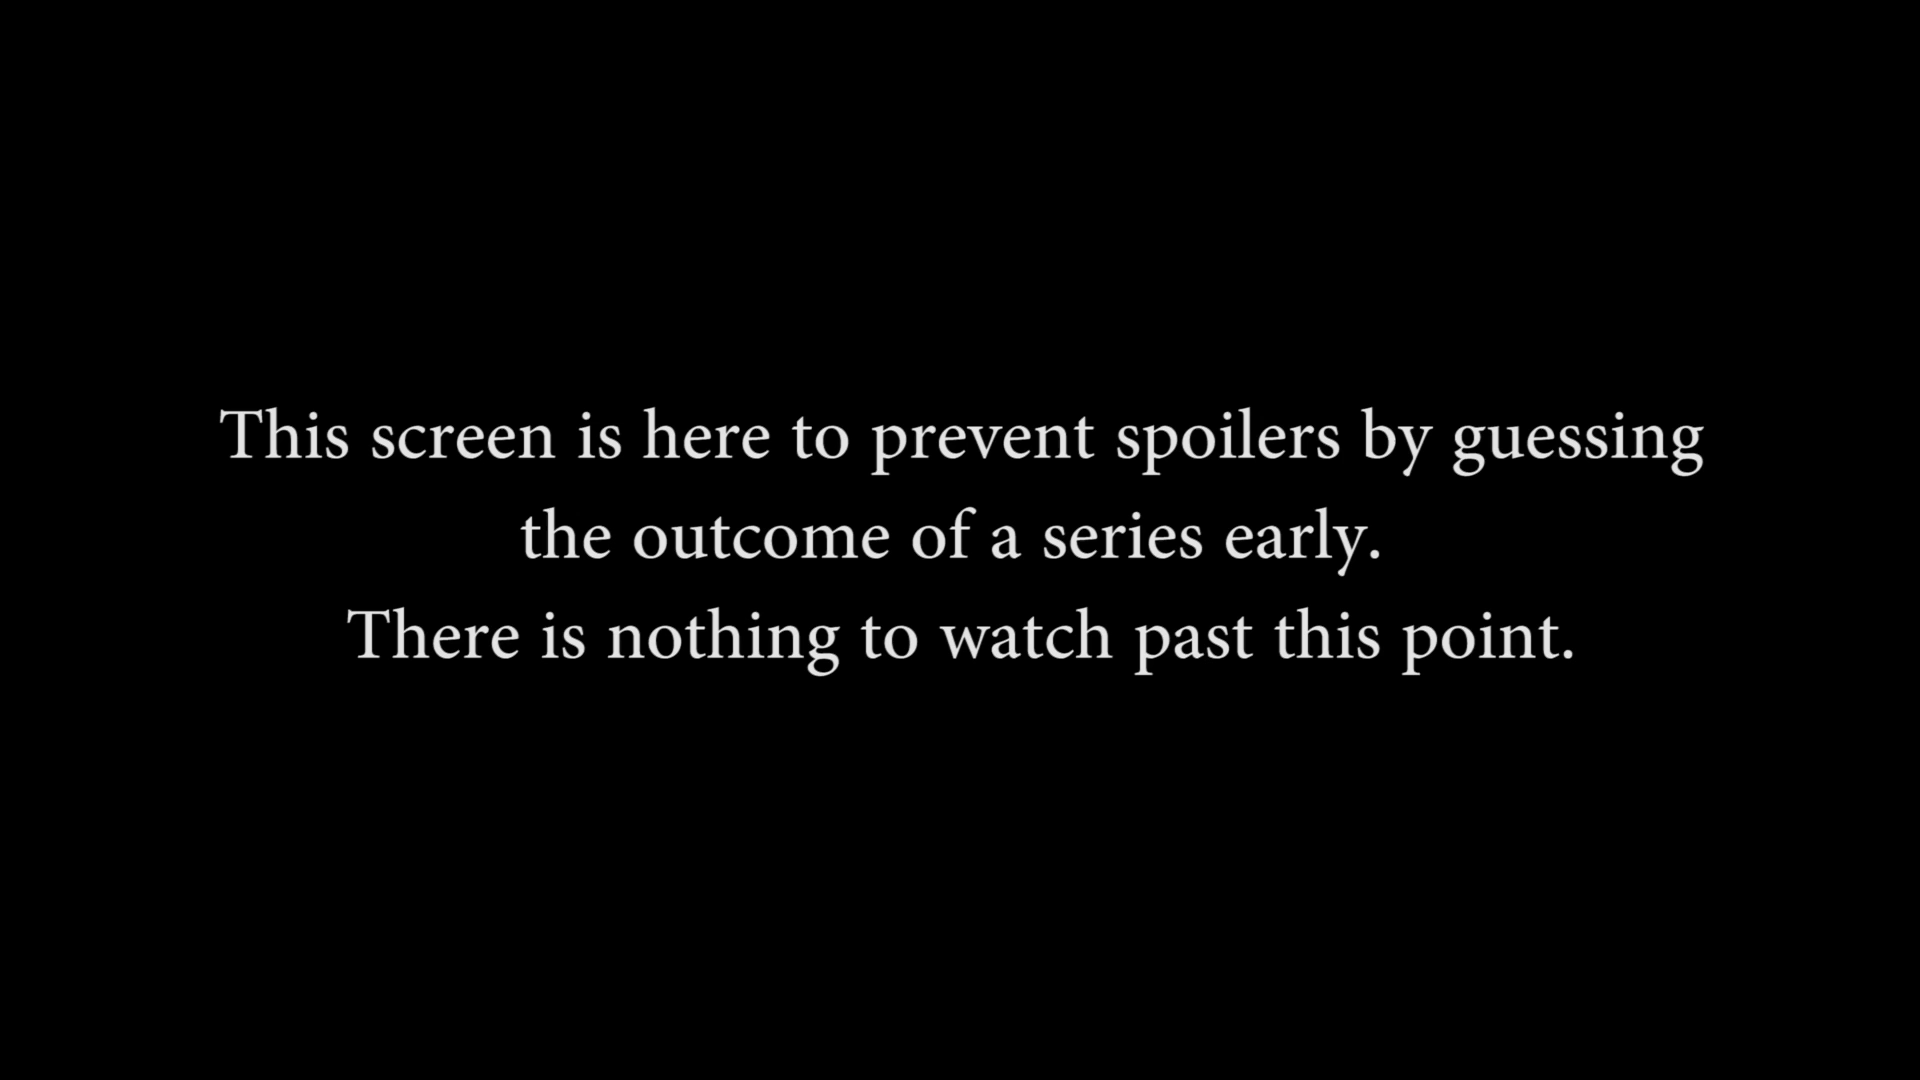 This screen is here to prevent spoilers by guessing
the outcome of a series early.
There is nothing to watch past this point.